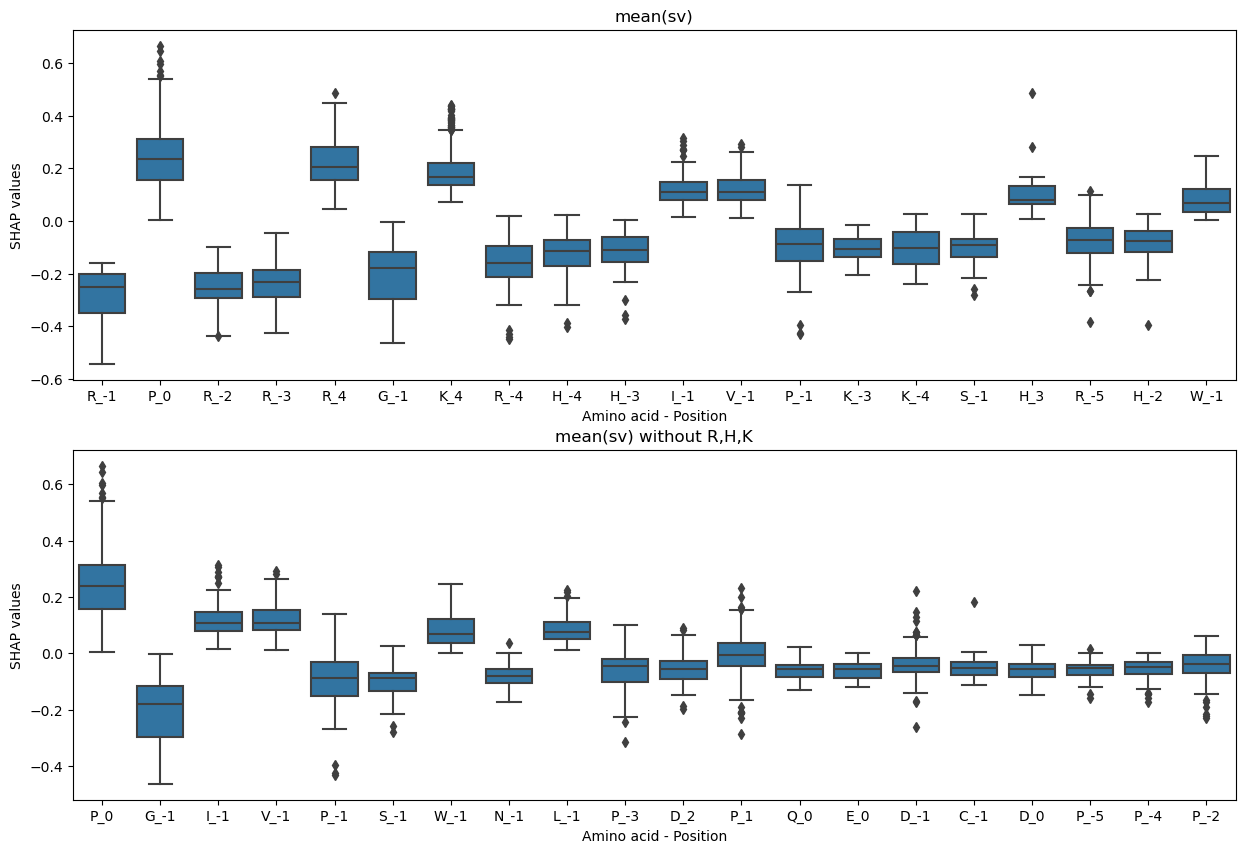 mean(sv)
0.6
0.4
0.2
0.0
−0.2
−0.4
−0.6
SHAP values
R_-1 P_0 R_-2 R_-3 R_4 G_-1 K_4 R_-4 H_-4 H_-3 I_-1 V_-1 P_-1 K_-3 K_-4 S_-1 H_3 R_-5 H_-2 W_-1
Amino acid - Position
mean(sv) without R,H,K
0.6
0.4
0.2
0.0
−0.2
−0.4
SHAP values
P_0 G_-1 I_-1 V_-1 P_-1 S_-1 W_-1 N_-1 L_-1 P_-3 D_2 P_1 Q_0 E_0 D_-1 C_-1 D_0 P_-5 P_-4 P_-2
Amino acid - Position